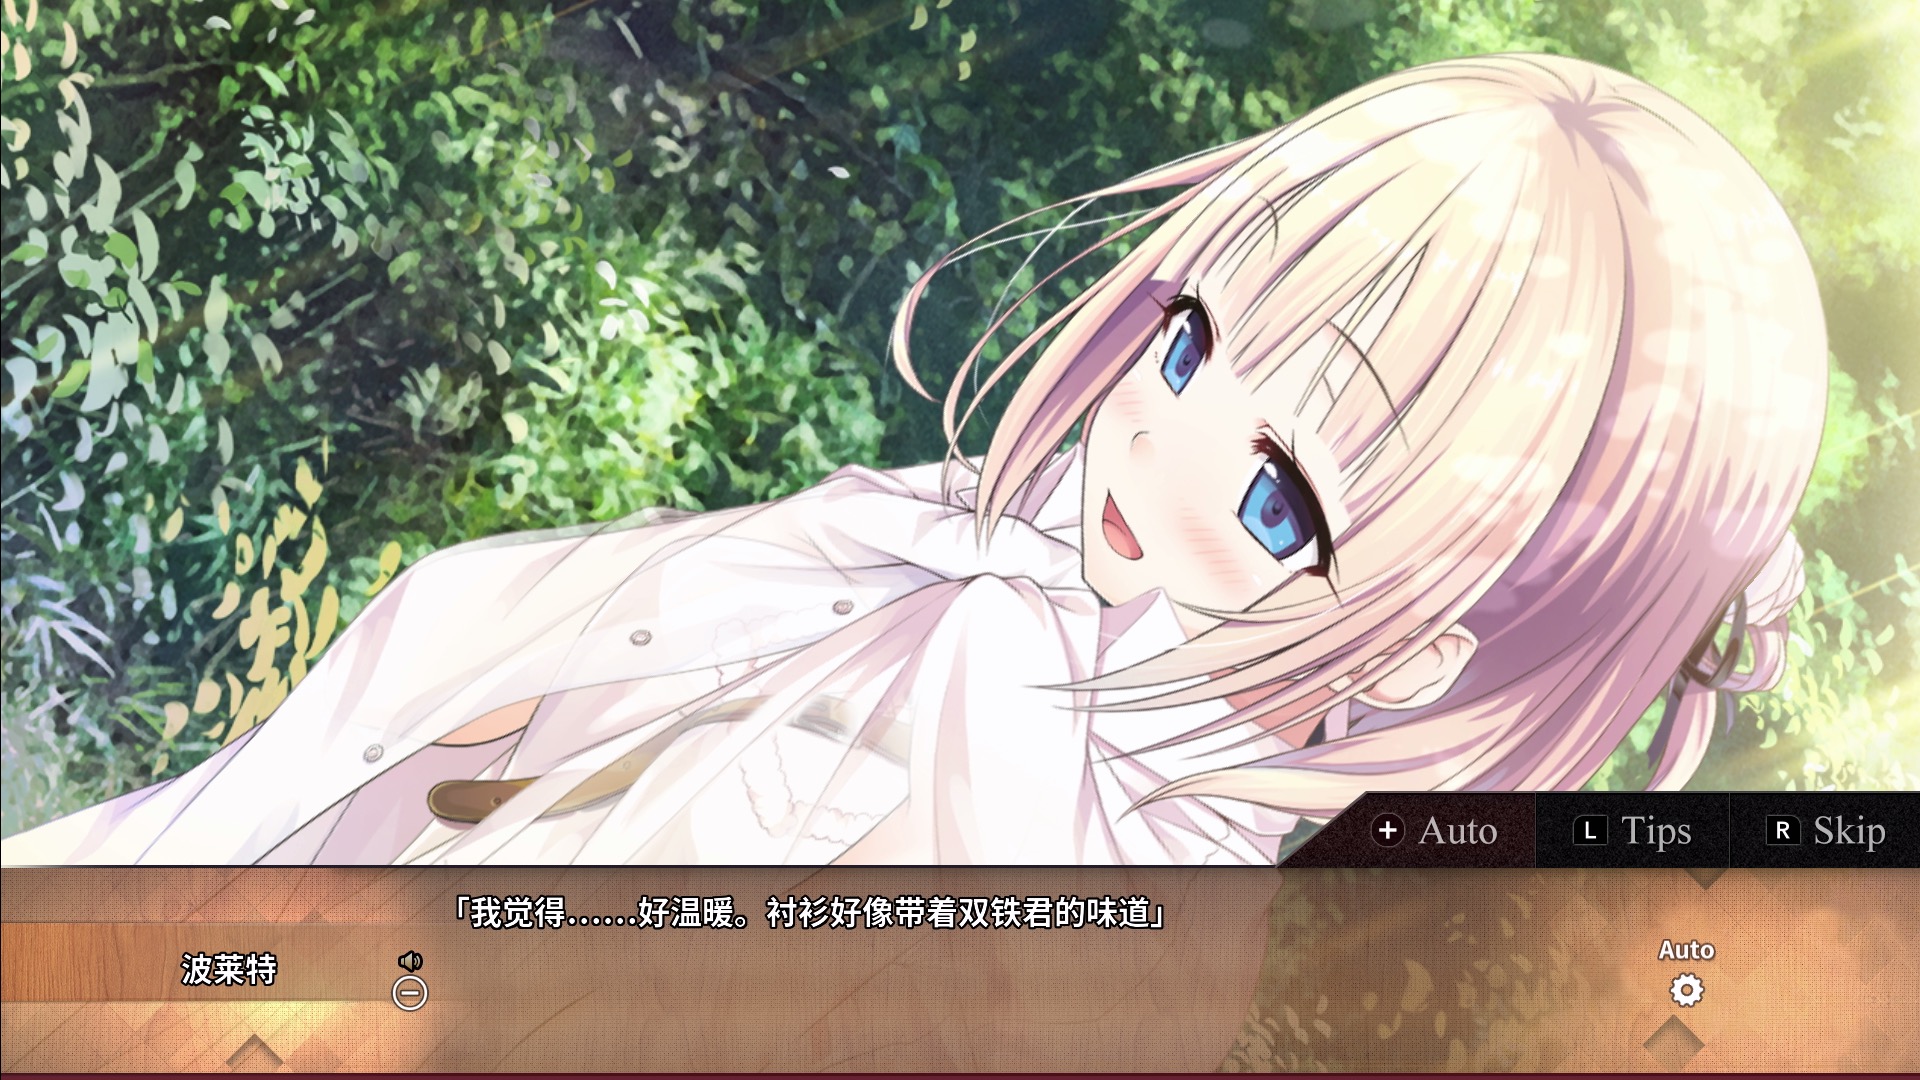 + Auto
L Tips
R Skip
「我觉得……好温暖。衬衫好像带着双铁君的味道」
波莱特
Auto